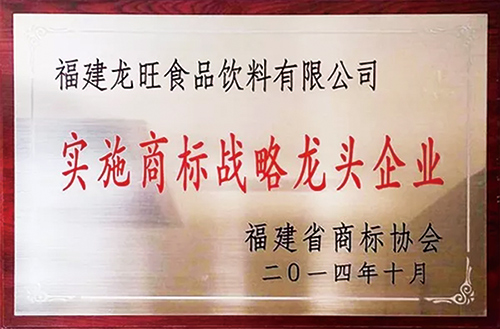 福建龙旺食品饮料有限公司
实施商标战略龙头企业
福建省商标协会
二〇一四年十月